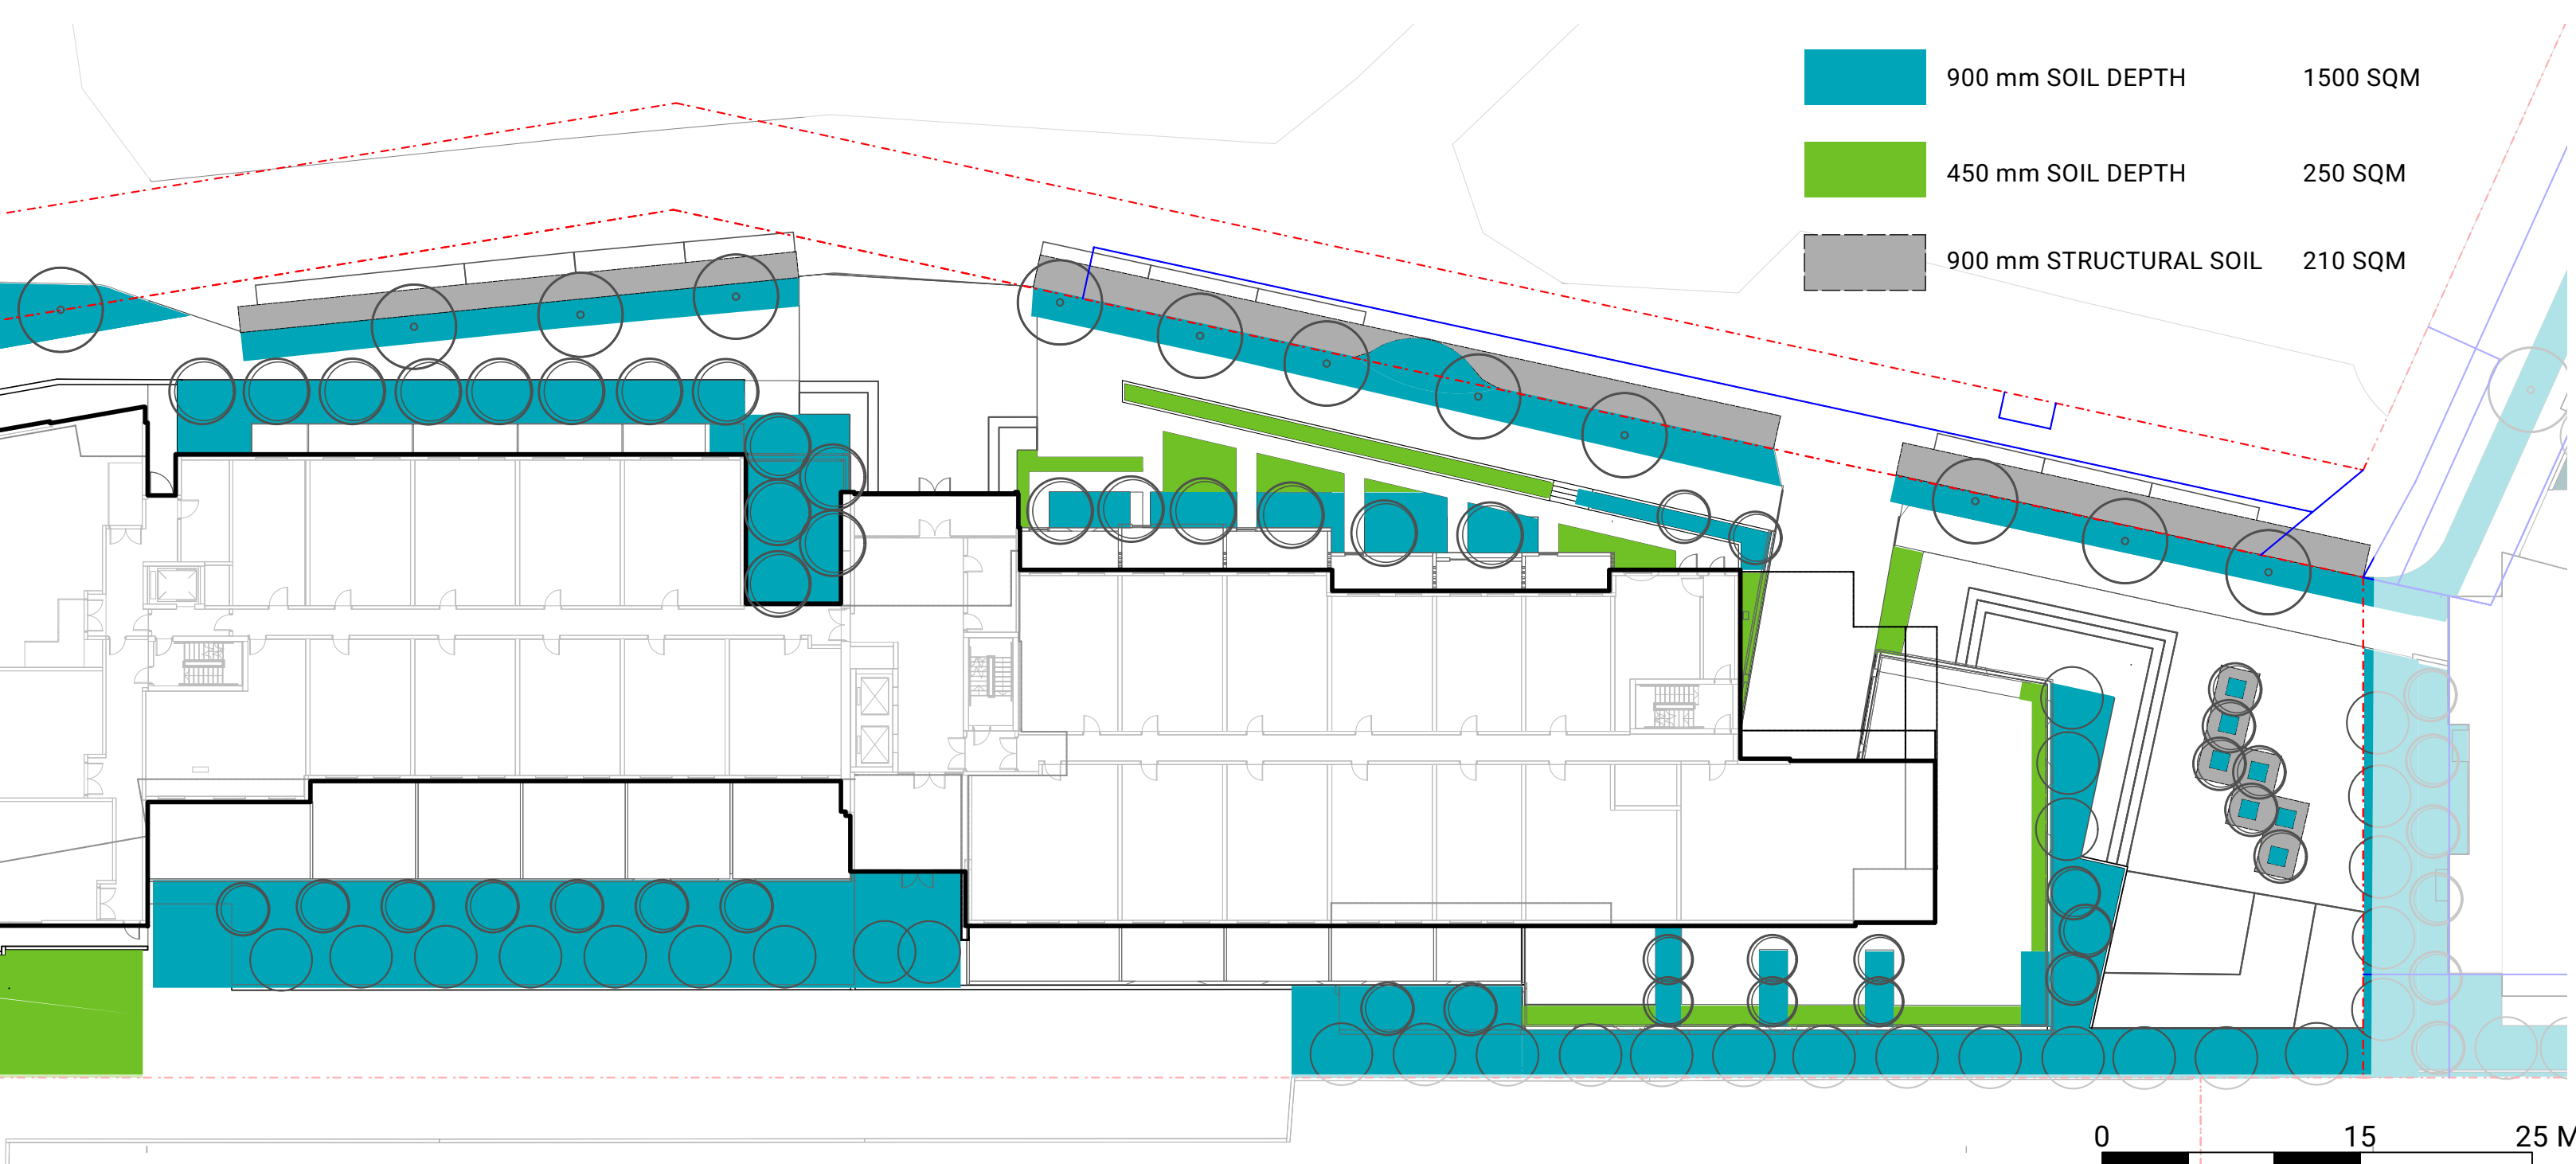 900 mm SOIL DEPTH 1500 SQM
450 mm SOIL DEPTH 250 SQM
900 mm STRUCTURAL SOIL 210 SQM
0 15 25 M